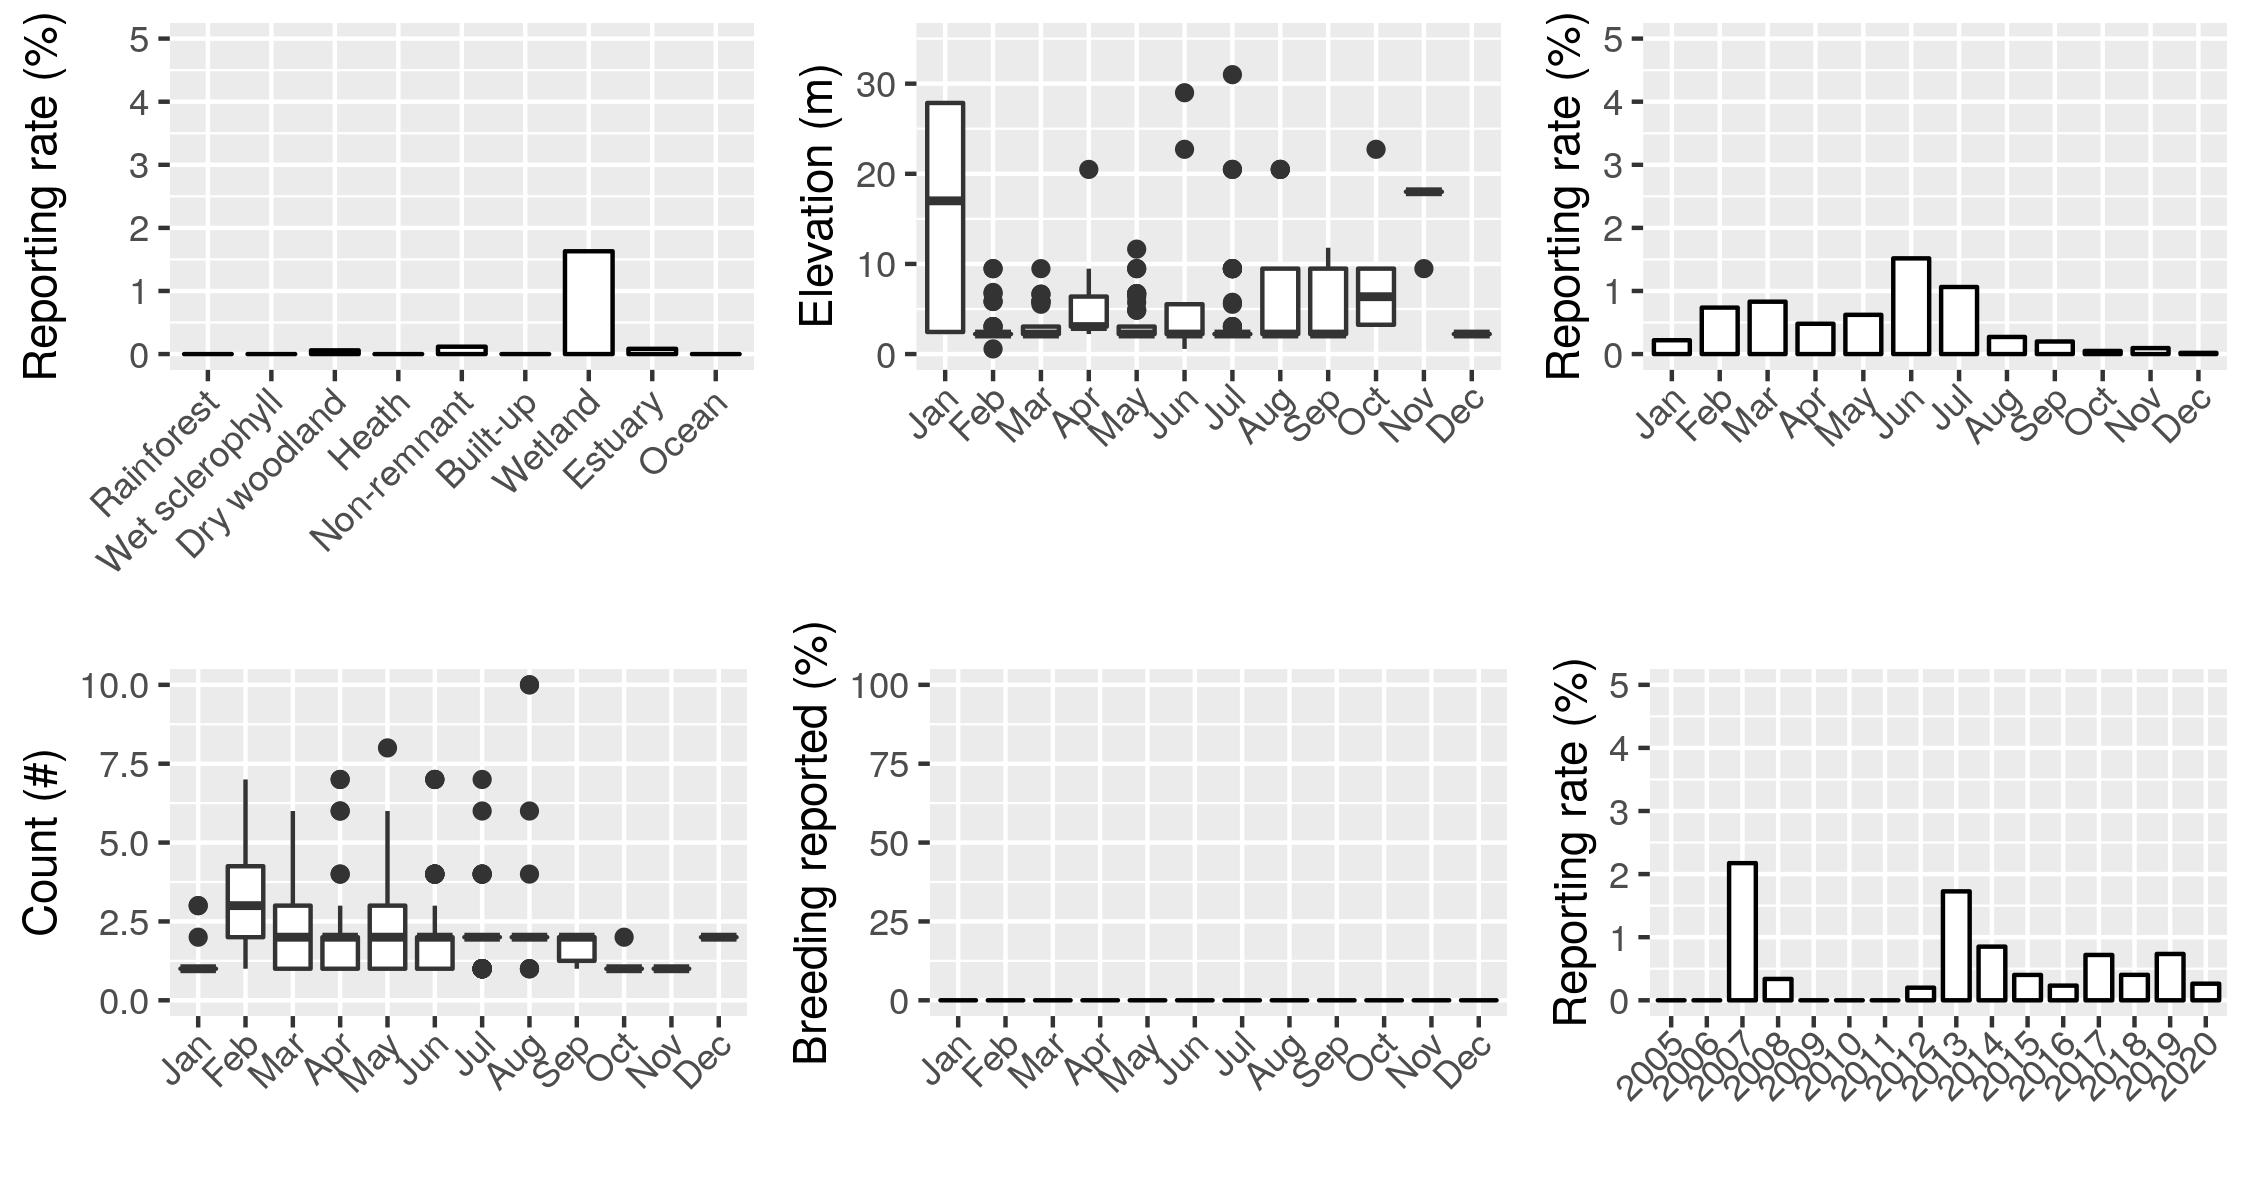 Reporting rate (%)
5
4
3
2
1
0
Rainforest
Wet sclerophyll
Dry woodland
Heath
Non-remnant
Built-up
Wetland
Estuary
Ocean
Elevation (m)
30
20
10
0
Jan
Feb
Mar
Apr
May
Jun
Jul
Aug
Sep
Oct
Nov
Dec
Reporting rate (%)
5
4
3
2
1
0
Jan
Feb
Mar
Apr
May
Jun
Jul
Aug
Sep
Oct
Nov
Dec
Count (#)
10.0
7.5
5.0
2.5
0.0
Jan
Feb
Mar
Apr
May
Jun
Jul
Aug
Sep
Oct
Nov
Dec
Breeding reported (%)
100
75
50
25
0
Jan
Feb
Mar
Apr
May
Jun
Jul
Aug
Sep
Oct
Nov
Dec
Reporting rate (%)
5
4
3
2
1
0
2005
2006
2007
2008
2009
2010
2011
2012
2013
2014
2015
2016
2017
2018
2019
2020